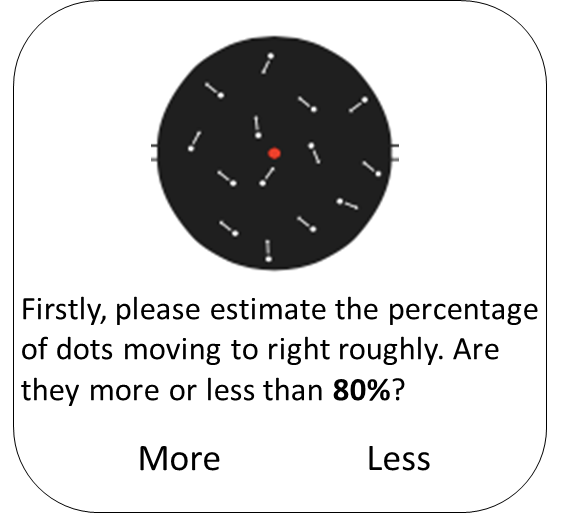 Firstly, please estimate the percentage
of dots moving to right roughly. Are
they more or less than 80%?
More Less